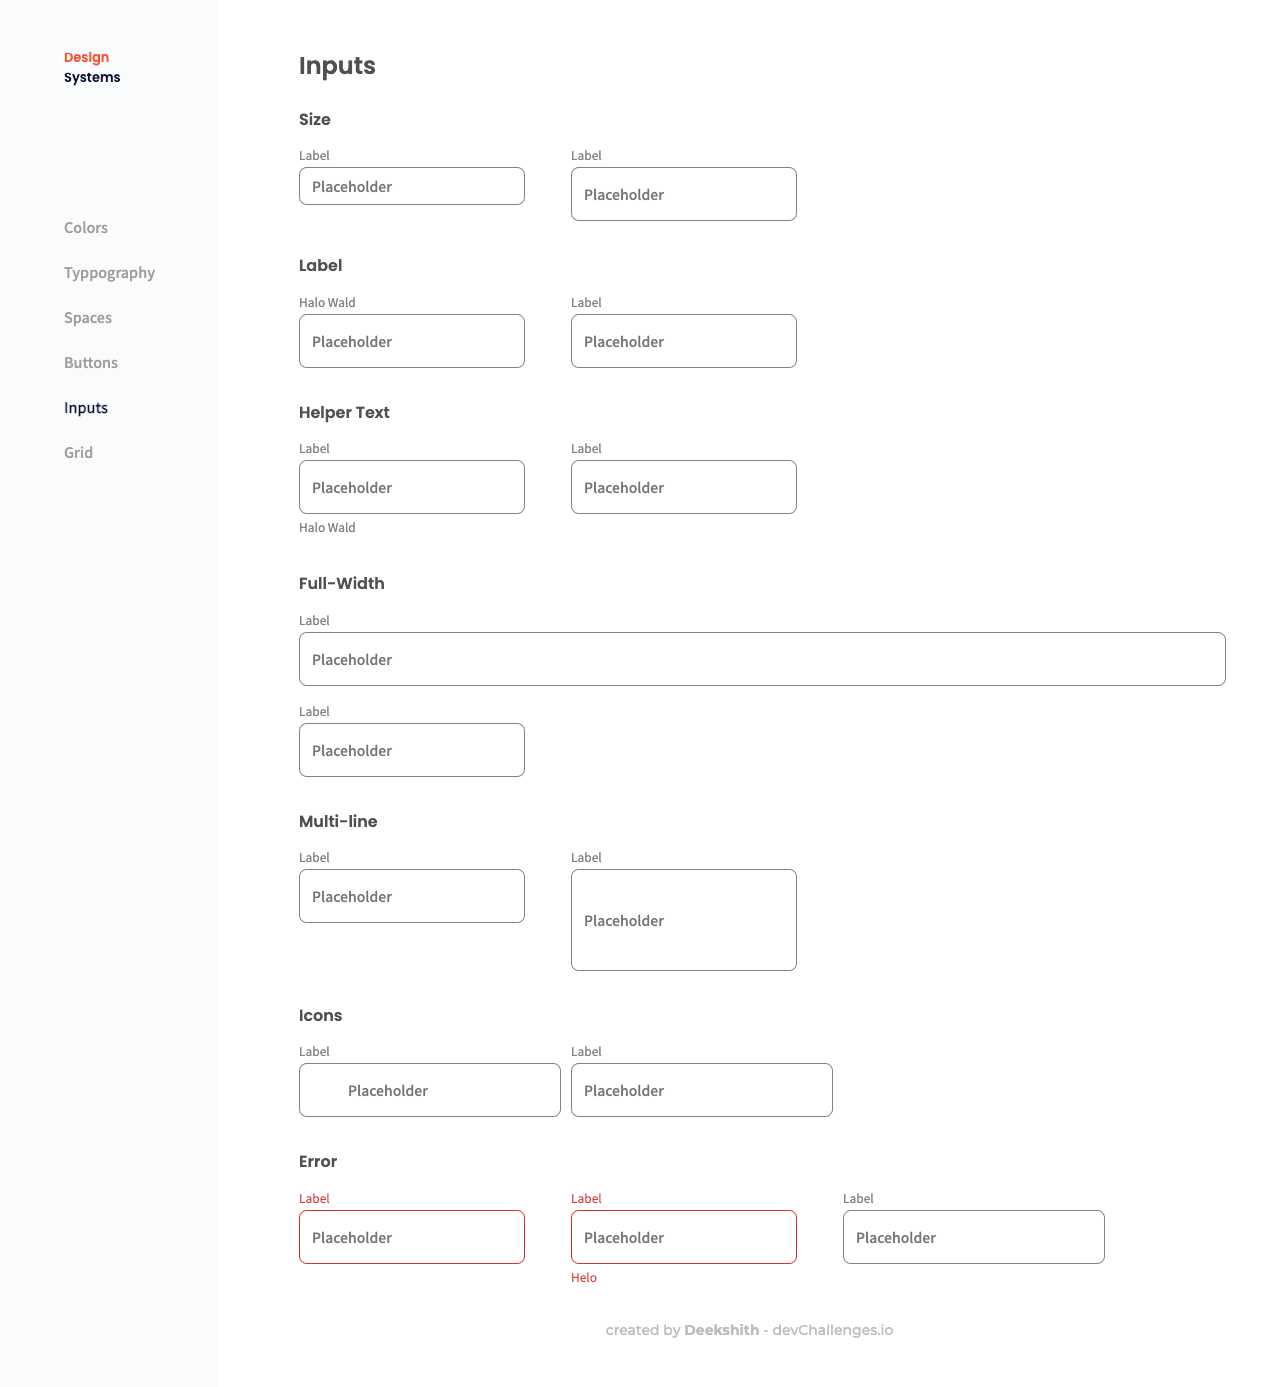 Design
Systems
Colors
Typpography
Spaces
Buttons
Inputs
Grid
Inputs
Size
Label Label
Placeholder Placeholder
Label
Halo Wald Label
Placeholder Placeholder
Helper Text
Label Label
Placeholder Placeholder
Halo Wald
Full-Width
Label
Placeholder
Label
Placeholder
Multi-line
Label Label
Placeholder Placeholder
Icons
Label Label
Placeholder Placeholder
Error
Label Label Label
Placeholder Placeholder Placeholder
Helo
created by Deekshith - devChallenges.io